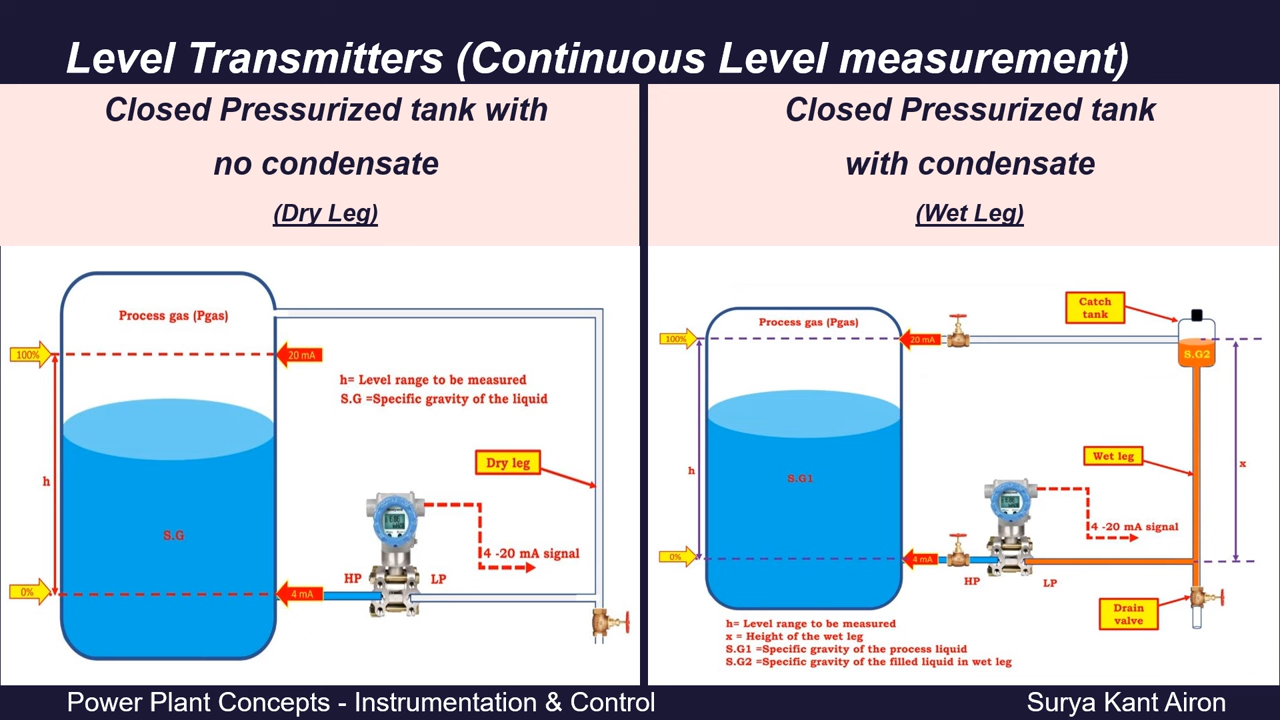 Level Transmitters (Continuous Level measurement)
Closed Pressurized tank with
no condensate
(Dry Leg)
Process gas (Pgas)
100%
20 mA
h= Level range to be measured
S.G =Specific gravity of the liquid
Dry leg
h
S.G
4 -20 mA signal
HP
LP
0%
4 mA
Closed Pressurized tank
with condensate
(Wet Leg)
Catch
tank
Process gas (Pgas)
100%
20 mA
S.G2
Wet leg
h
x
S.G1
4 -20 mA signal
0%
4 mA
HP
LP
Drain
valve
h= Level range to be measured
x = Height of the wet leg
S.G1 =Specific gravity of the process liquid
S.G2 =Specific gravity of the filled liquid in wet leg
Power Plant Concepts - Instrumentation & Control
Surya Kant Airon